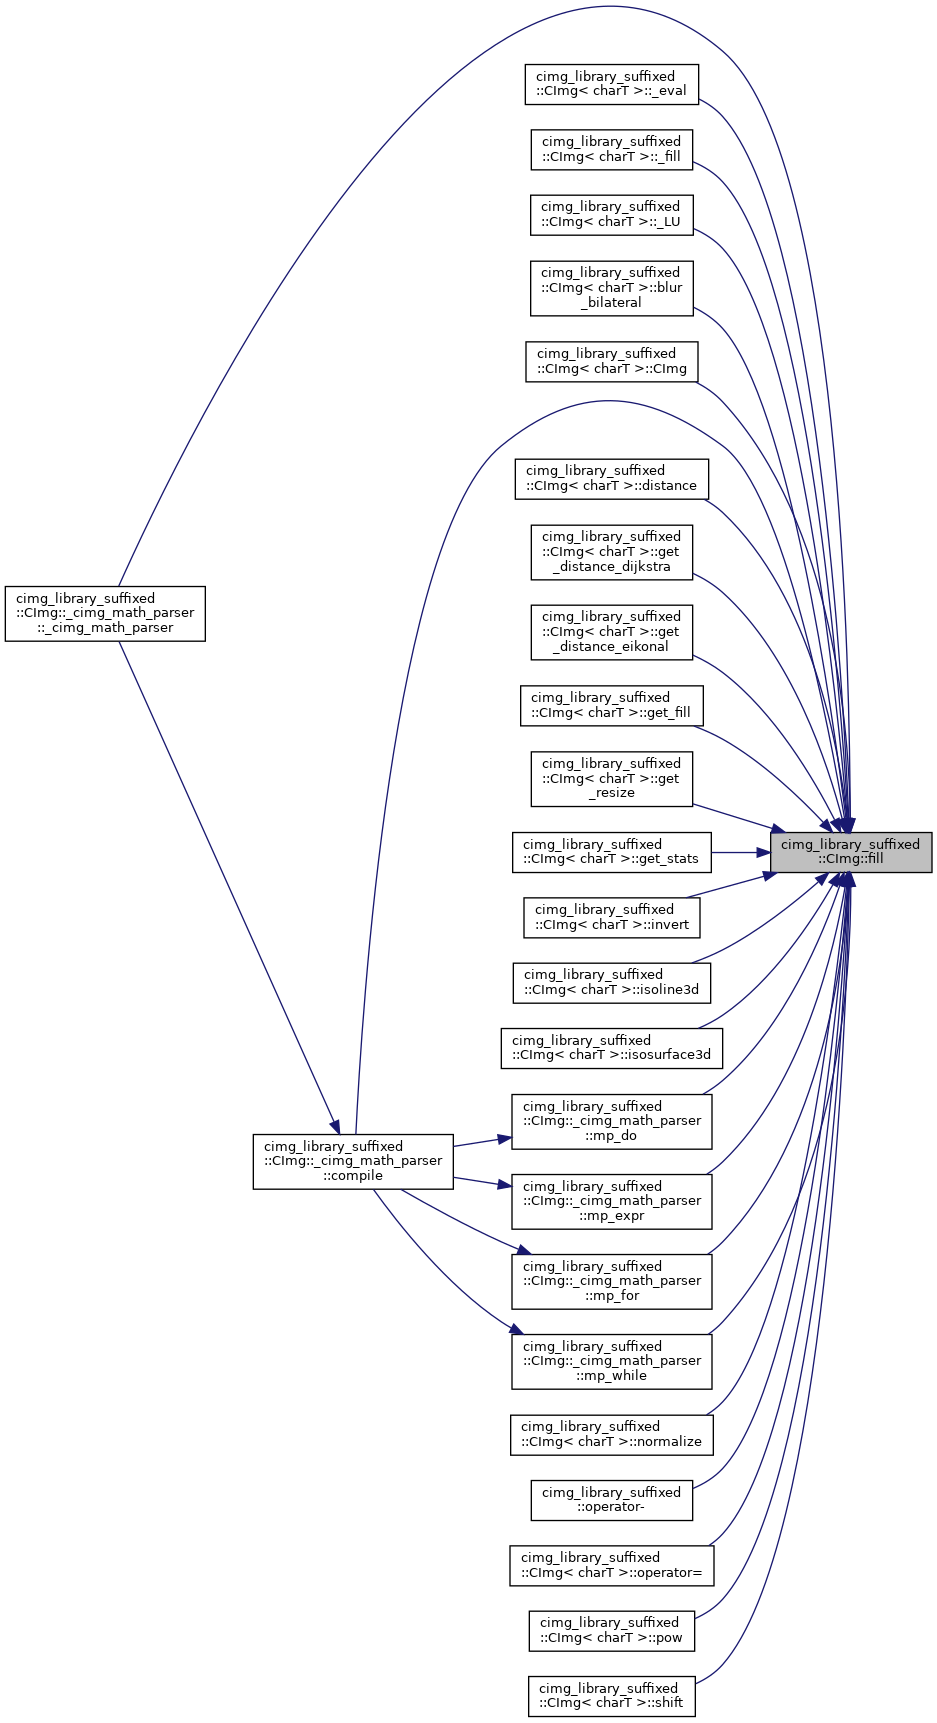 cimg_library_suffixed
::CImg< charT >::_eval
cimg_library_suffixed
::CImg< charT >::_fill
cimg_library_suffixed
::CImg< charT >::_LU
cimg_library_suffixed
::CImg< charT >::blur
_bilateral
cimg_library_suffixed
::CImg< charT >::CImg
cimg_library_suffixed
::CImg< charT >::distance
cimg_library_suffixed
::CImg< charT >::get
_distance_dijkstra
cimg_library_suffixed
::CImg::_cimg_math_parser
::_cimg_math_parser
cimg_library_suffixed
::CImg< charT >::get
_distance_eikonal
cimg_library_suffixed
::CImg< charT >::get_fill
cimg_library_suffixed
::CImg< charT >::get
_resize
cimg_library_suffixed
::CImg< charT >::get_stats
cimg_library_suffixed
::CImg::fill
cimg_library_suffixed
::CImg< charT >::invert
cimg_library_suffixed
::CImg< charT >::isoline3d
cimg_library_suffixed
::CImg< charT >::isosurface3d
cimg_library_suffixed
::CImg::_cimg_math_parser
::mp_do
cimg_library_suffixed
::CImg::_cimg_math_parser
::compile
cimg_library_suffixed
::CImg::_cimg_math_parser
::mp_expr
cimg_library_suffixed
::CImg::_cimg_math_parser
::mp_for
cimg_library_suffixed
::CImg::_cimg_math_parser
::mp_while
cimg_library_suffixed
::CImg< charT >::normalize
cimg_library_suffixed
::operator-
cimg_library_suffixed
::CImg< charT >::operator=
cimg_library_suffixed
::CImg< charT >::pow
cimg_library_suffixed
::CImg< charT >::shift